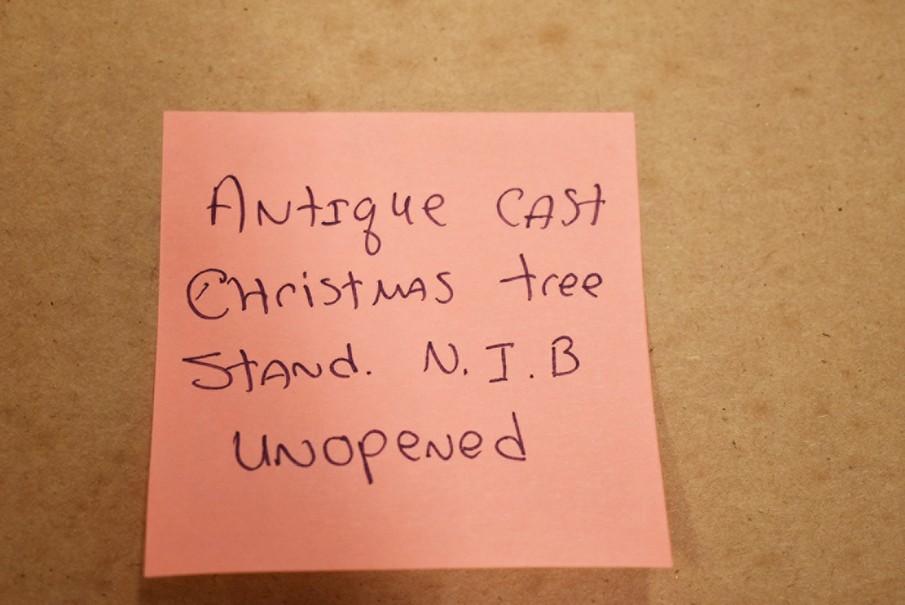 Antique CASt
CHristMAS tree
StANd. N.I.B
UNOPENED